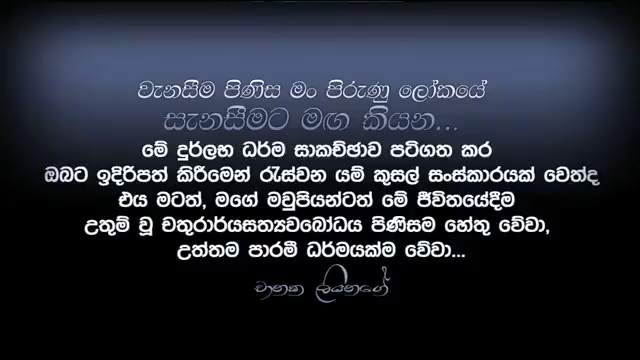 වැනසීම පිණිස මං පිරුණු ලෝකයේ
සැනසීමට මඟ කියන...
මේ දුර්ලභ ධර්ම සාකච්ඡාව පටිගත කර
ඔබට ඉදිරිපත් කිරීමෙන් රැස්වන යම් කුසල් සංස්කාරයක් වෙත්ද
එය මටත්, මගේ මවුපියන්ටත් මේ ජීවිතයේදීම
උතුම් වූ චතුරාර්යසත්‍යවබෝධය පිණිසම හේතු වේවා,
උත්තම පාරමී ධර්මයක්ම වේවා...
චානක ලියනගේ